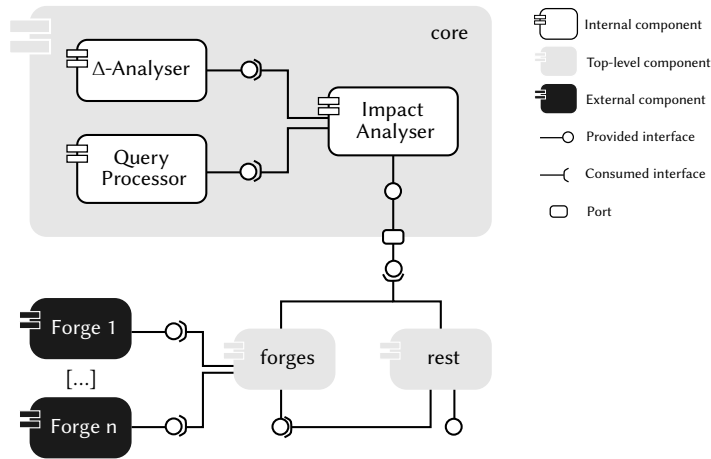 core
Δ-Analyser
Impact
Analyser
Query
Processor
Forge 1
[...]
Forge n
forges
rest
Internal component
Top-level component
External component
Provided interface
Consumed interface
Port